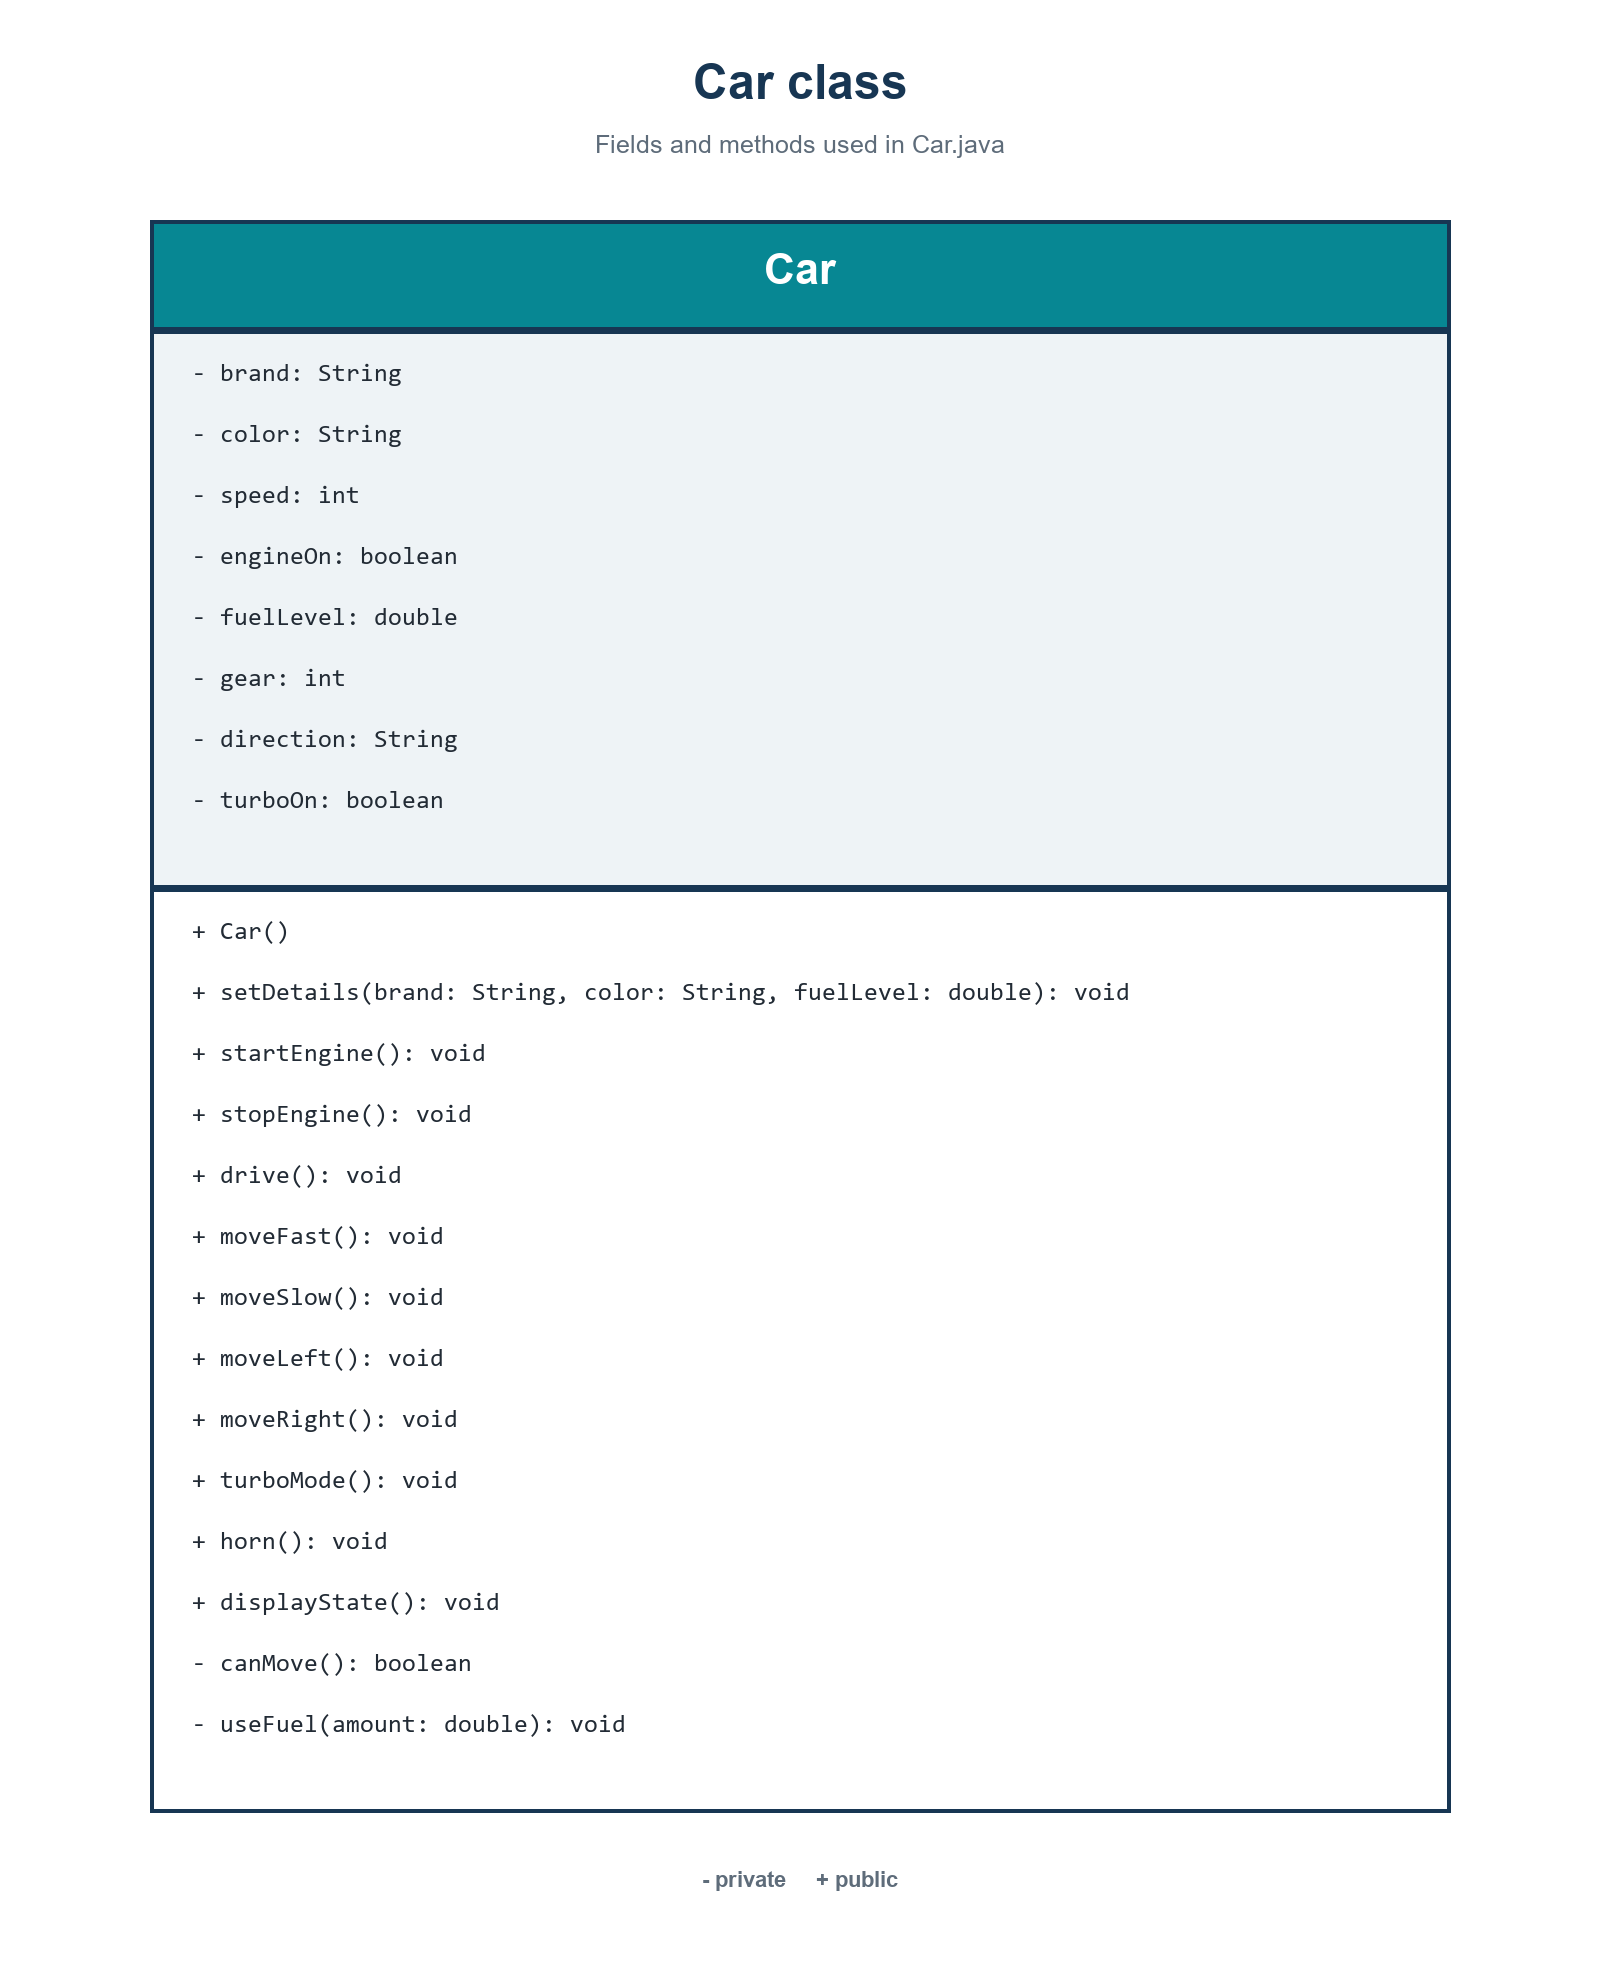 Car class
Fields and methods used in Car.java
Car
- brand: String
- color: String
- speed: int
- engineOn: boolean
- fuelLevel: double
- gear: int
- direction: String
- turboOn: boolean
+ Car()
+ setDetails(brand: String, color: String, fuelLevel: double): void
+ startEngine(): void
+ stopEngine(): void
+ drive(): void
+ moveFast(): void
+ moveSlow(): void
+ moveLeft(): void
+ moveRight(): void
+ turboMode(): void
+ horn(): void
+ displayState(): void
- canMove(): boolean
- useFuel(amount: double): void
- private + public